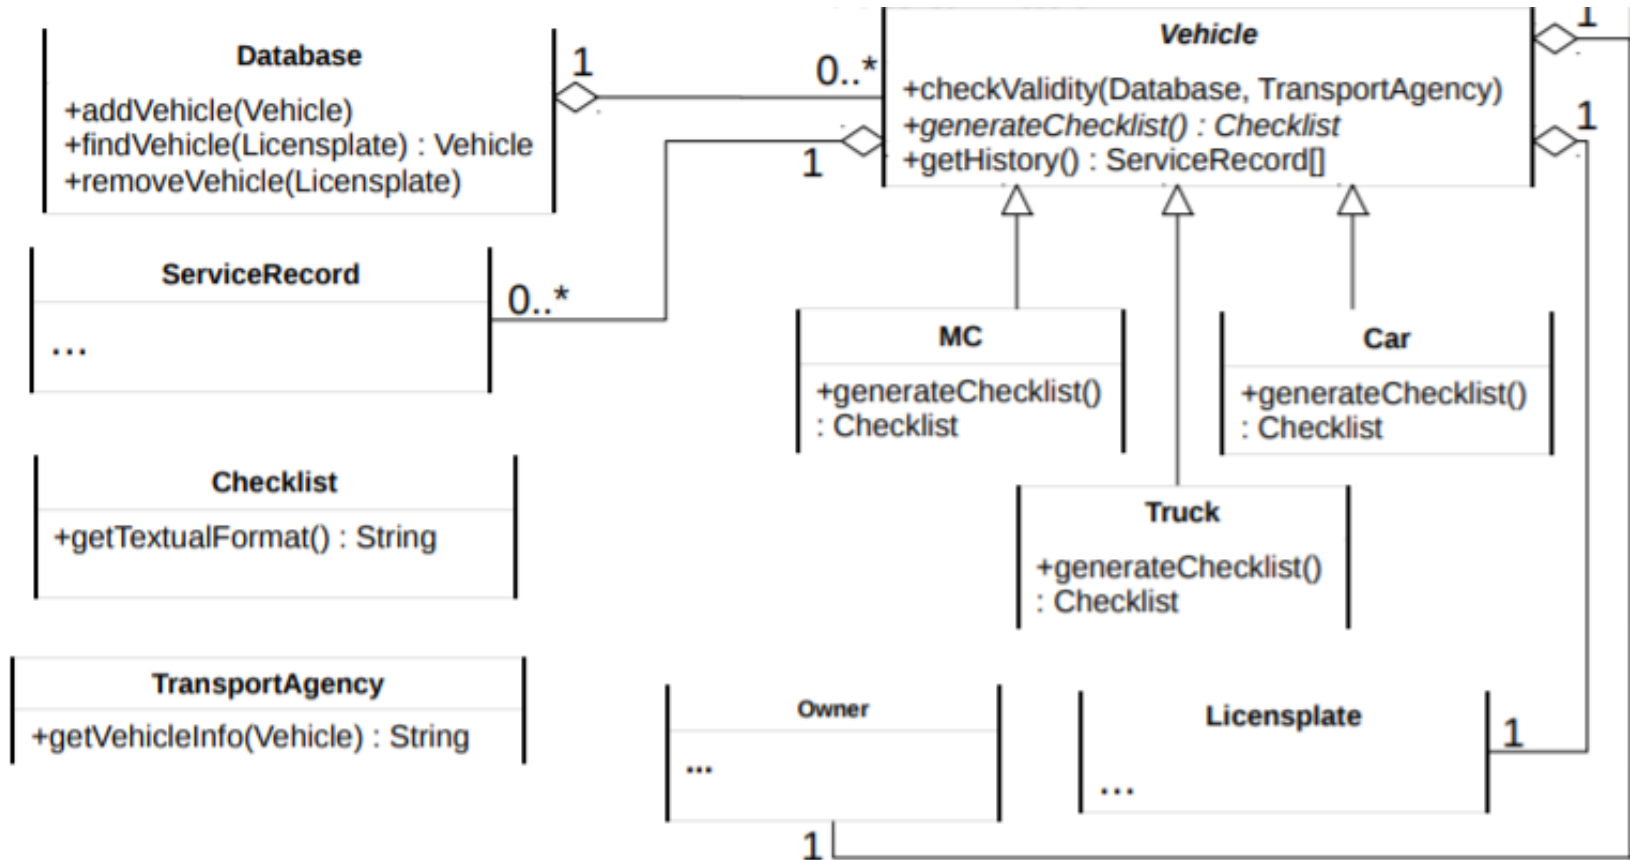 Database
+addVehicle(Vehicle)
+findVehicle(Licensplate) : Vehicle
+removeVehicle(Licensplate)
1
0..*
Vehicle
+checkValidity(Database, TransportAgency)
+generateChecklist() : Checklist
+getHistory() : ServiceRecord[]
1
1
1
ServiceRecord
...
0..*
MC
+generateChecklist()
: Checklist
Car
+generateChecklist()
: Checklist
Checklist
+getTextualFormat() : String
Truck
+generateChecklist()
: Checklist
TransportAgency
+getVehicleInfo(Vehicle) : String
Owner
...
1
Licensplate
...
1